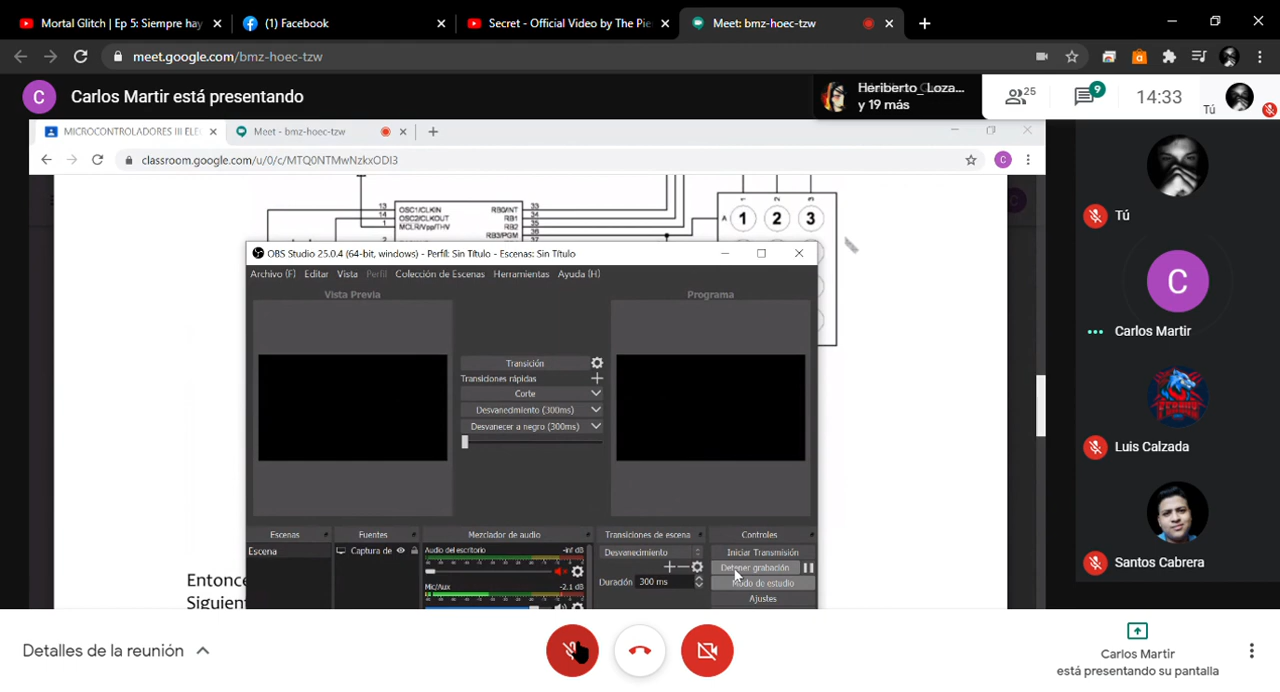 Mortal Glitch | Ep 5: Siempre hay
(1) Facebook
Secret - Official Video by The Pie
Meet: bmz-hoec-tzw
meet.google.com/bmz-hoec-tzw
C
Carlos Martir está presentando
Heriberto_Loza...
y 19 más
25
9
14:33
Tú
MICROCONTROLADORES III ELE
Meet - bmz-hoec-tzw
classroom.google.com/u/0/c/MTQ0NTMwNzkxODI3
C
13
14
1
OSC1/CLKIN
OSC2/CLKOUT
MCLR/Vpp/THV
RB0/INT
RB1
RB2
RB3/PGM
33
34
35
36
37
1
2
3
A
1
2
3
OBS Studio 25.0.4 (64-bit, windows) - Perfil: Sin Título - Escenas: Sin Título
Archivo (F)
Editar
Vista
Perfil
Colección de Escenas
Herramientas
Ayuda (H)
Vista Previa
Programa
Transición
Transiciones rápidas
Corte
Desvanecimiento (300ms)
Desvanecer a negro (300ms)
Escenas
Fuentes
Mezclador de audio
Transiciones de escena
Controles
Escena
Captura de
Audio del escritorio
-inf dB
Mic/Aux
-2.1 dB
Desvanecimiento
Duración
300 ms
Iniciar Transmisión
Detener grabación
Modo de estudio
Ajustes
Entonce
Siguien
Tú
C
Carlos Martir
Luis Calzada
Santos Cabrera
Detalles de la reunión
Carlos Martir
está presentando su pantalla